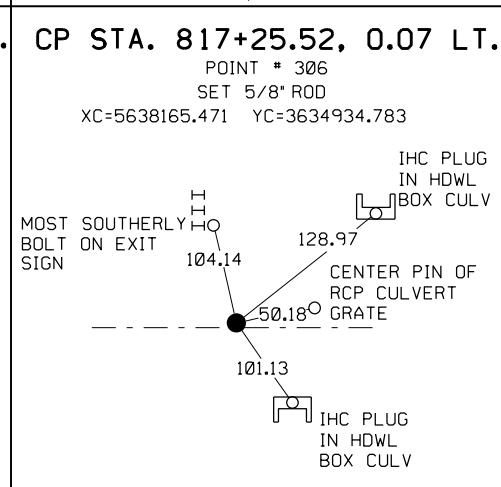 CP STA. 817+25.52, 0.07 LT.
POINT # 306
SET 5/8" ROD
XC=5638165.471 YC=3634934.783
IHC PLUG
IN HDWL
BOX CULV
MOST SOUTHERLY
BOLT ON EXIT
SIGN
128.97
104.14
CENTER PIN OF
RCP CULVERT
GRATE
50.18
101.13
IHC PLUG
IN HDWL
BOX CULV